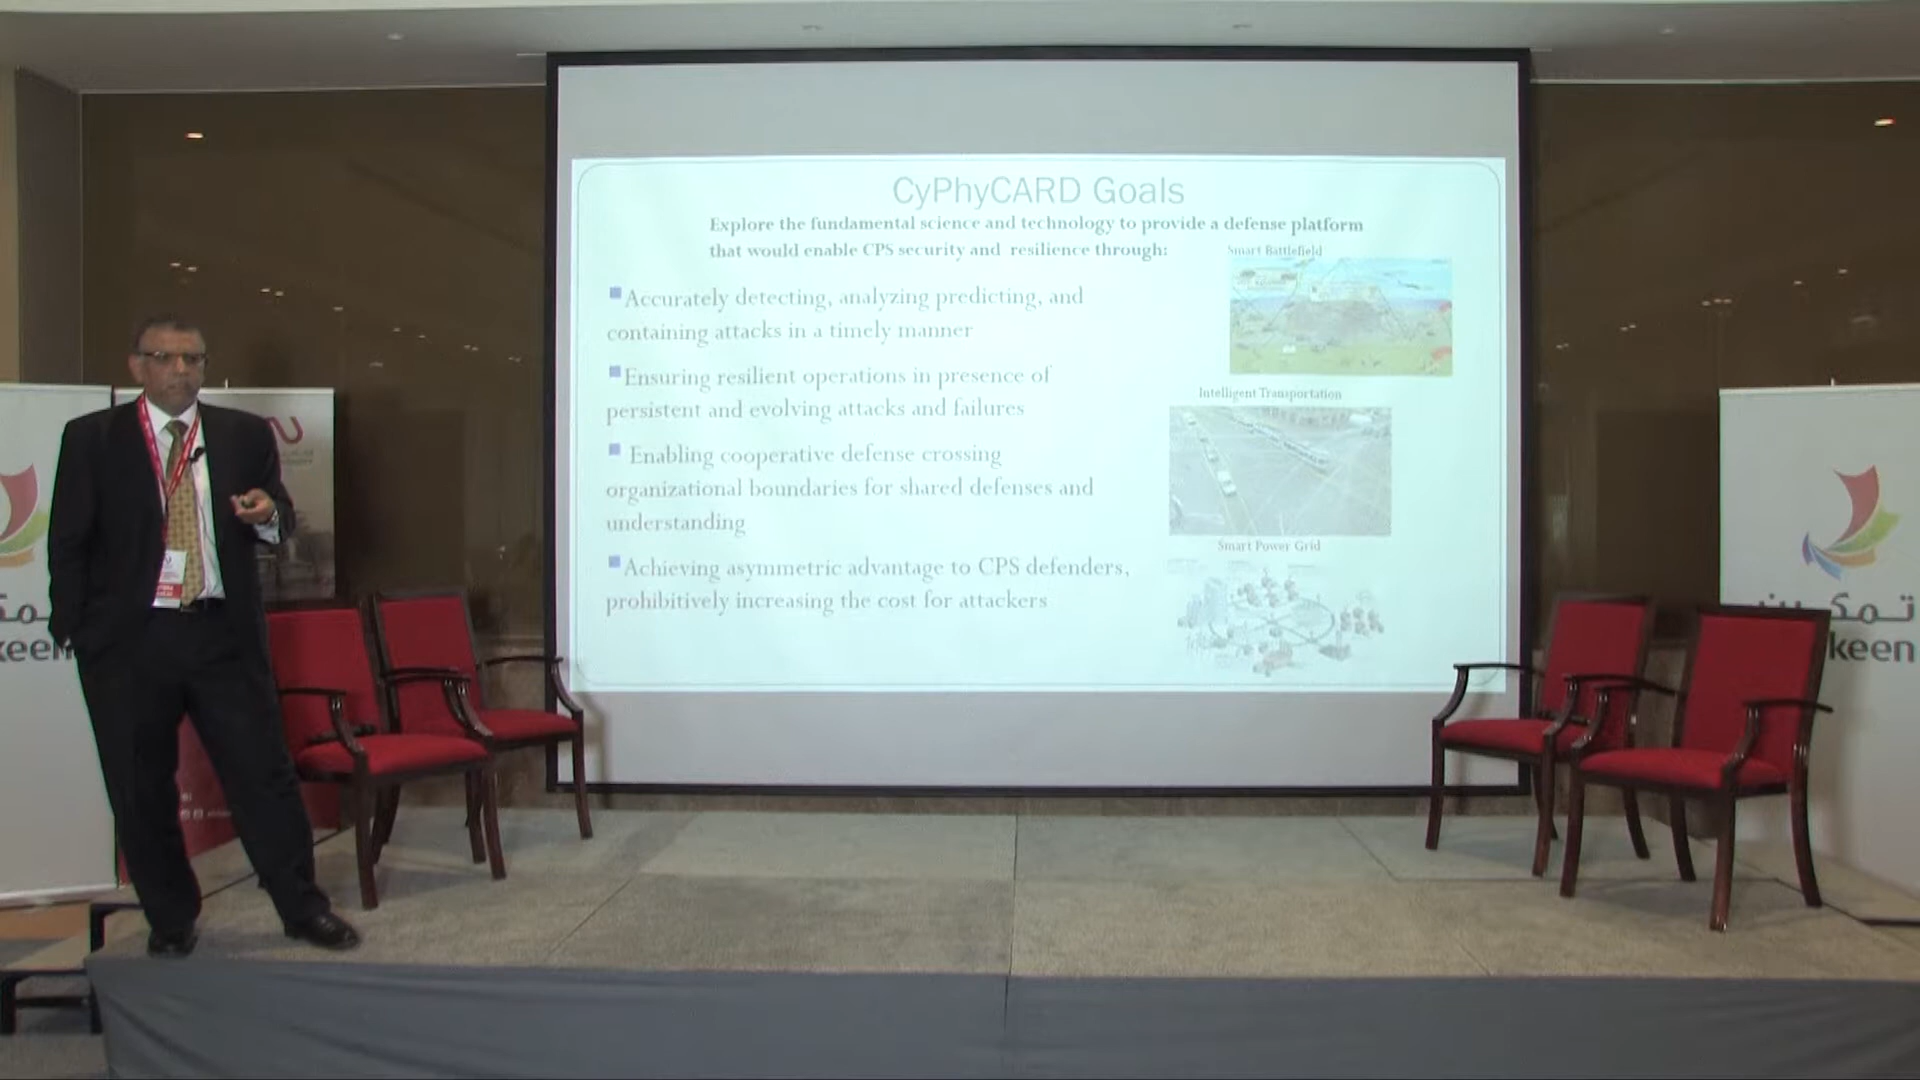 CyPhyCARD Goals
Explore the fundamental science and technology to provide a defense platform
that would enable CPS security and resilience through:
Accurately detecting, analyzing predicting, and
containing attacks in a timely manner
Ensuring resilient operations in presence of
persistent and evolving attacks and failures
Enabling cooperative defense crossing
organizational boundaries for shared defenses and
understanding
Achieving asymmetric advantage to CPS defenders,
prohibitively increasing the cost for attackers
Smart Battlefield
Intelligent Transportation
Smart Power Grid
تمكين
keen